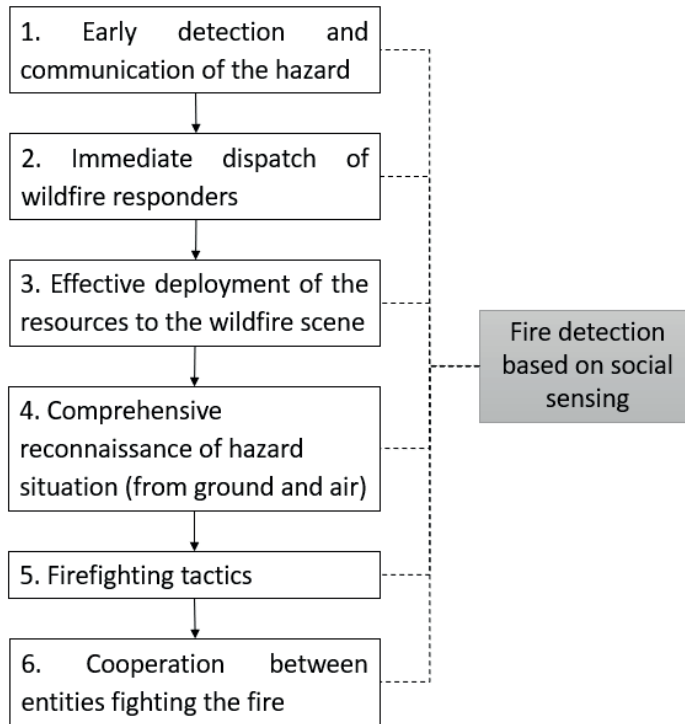 1. Early detection and
communication of the hazard
2. Immediate dispatch of
wildfire responders
3. Effective deployment of the
resources to the wildfire scene
4. Comprehensive
reconnaissance of hazard
situation (from ground and air)
5. Firefighting tactics
6. Cooperation between
entities fighting the fire
Fire detection
based on social
sensing